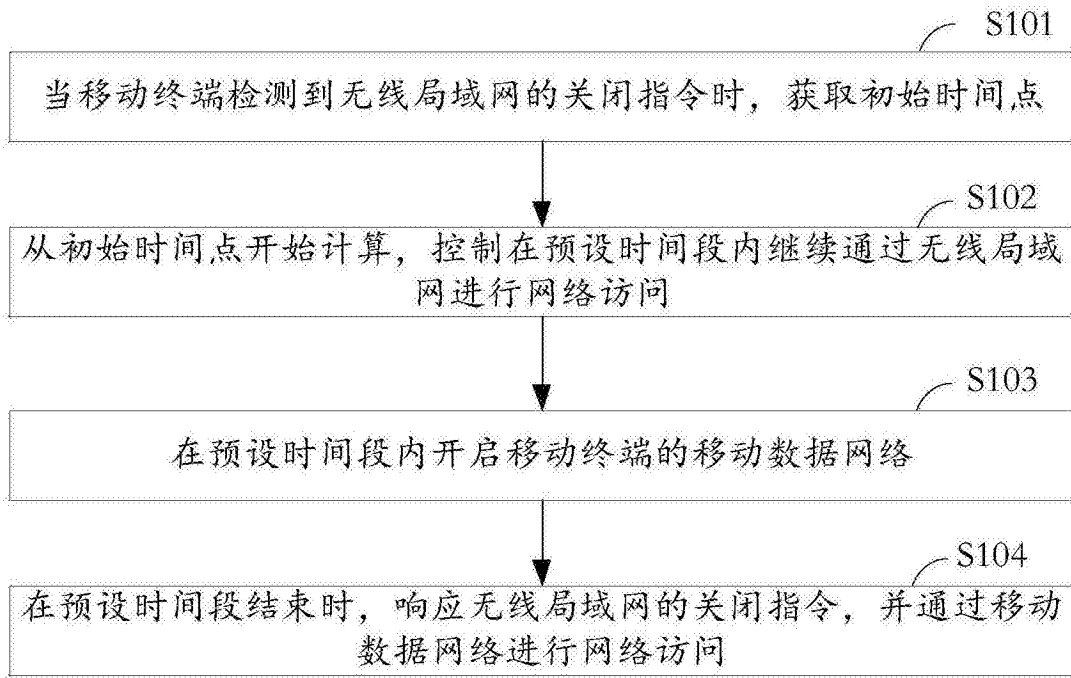 S101
当移动终端检测到无线局域网的关闭指令时，获取初始时间点
S102
从初始时间点开始计算，控制在预设时间段内继续通过无线局域
网进行网络访问
S103
在预设时间段内开启移动终端的移动数据网络
S104
在预设时间段结束时，响应无线局域网的关闭指令，并通过移动
数据网络进行网络访问